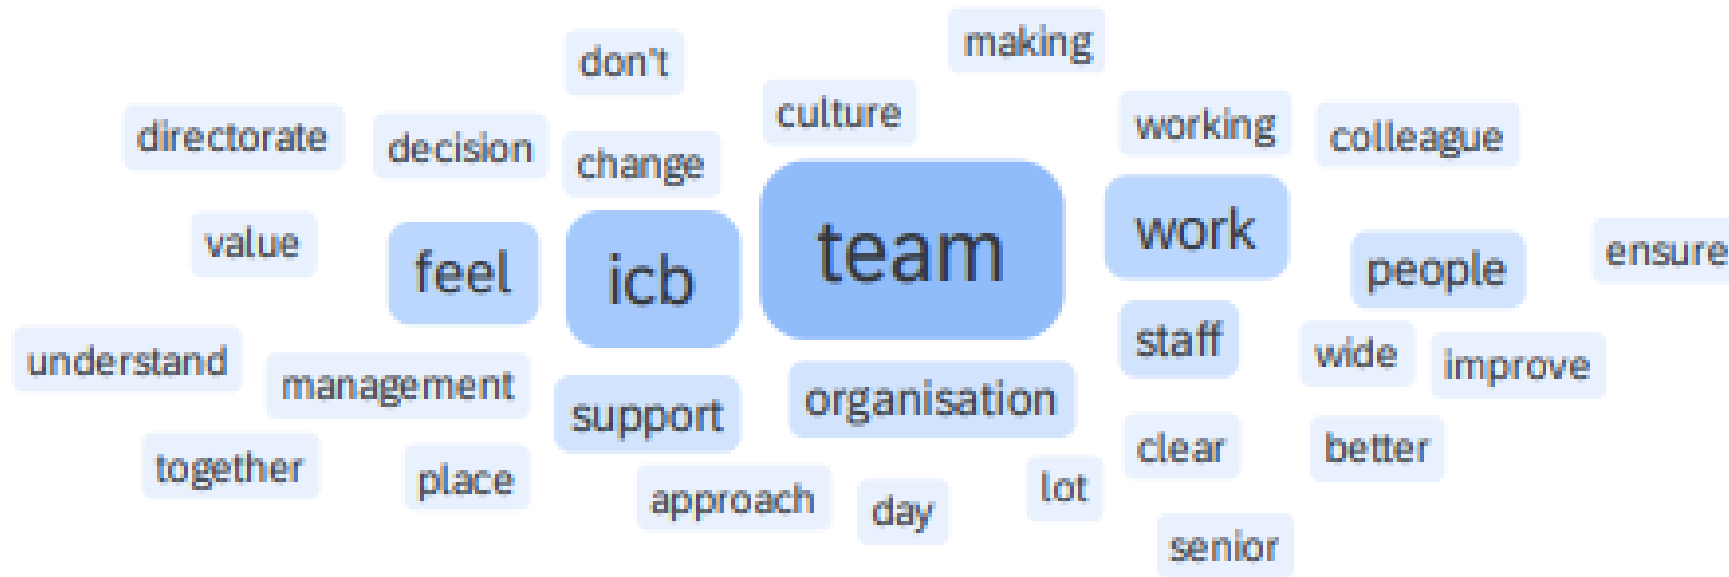 making
don't
culture
directorate
decision
change
working
colleague
value
feel
icb
team
work
people
ensure
understand
management
support
organisation
staff
wide
improve
together
place
approach
day
lot
clear
better
senior